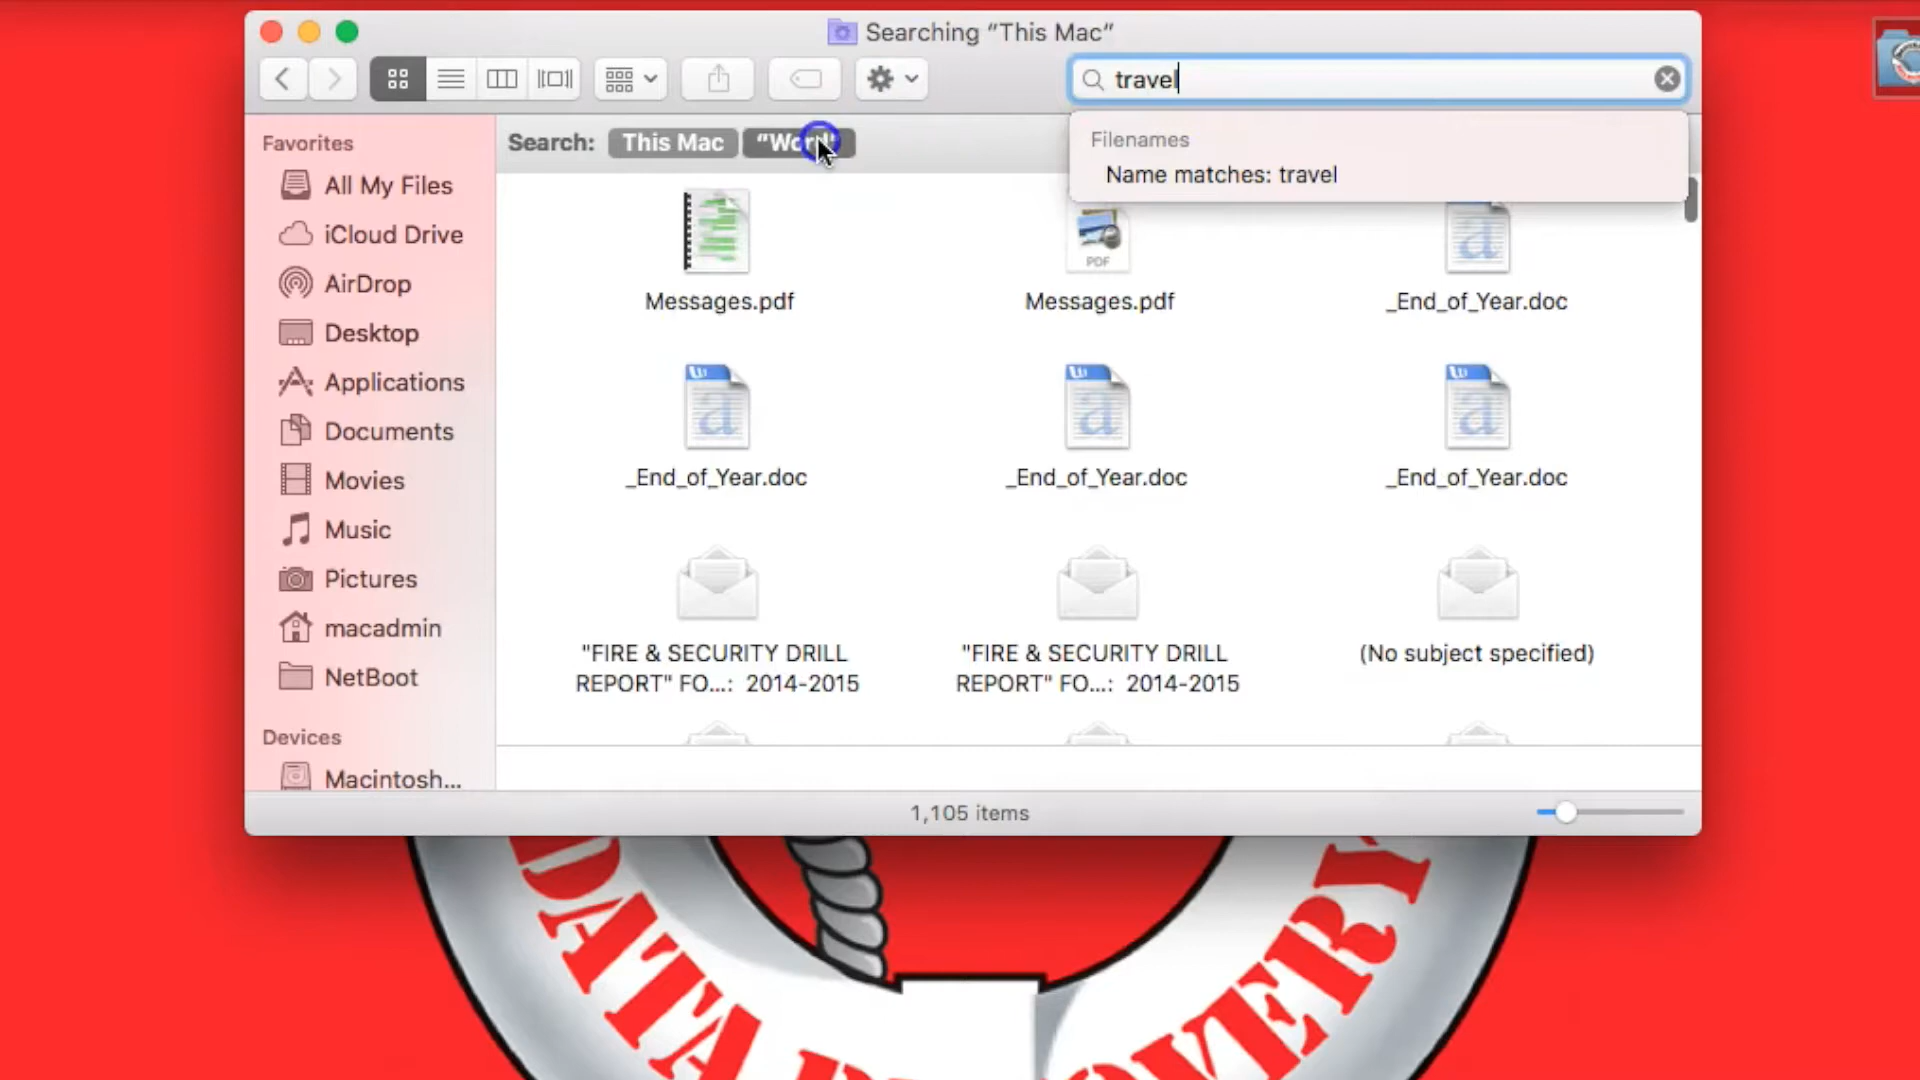 Searching “This Mac”
travel
Search: This Mac
Filenames
Name matches: travel
Favorites
All My Files
iCloud Drive
AirDrop
Desktop
Applications
Documents
Movies
Music
Pictures
macadmin
NetBoot
Devices
Macintosh...
PDF
Messages.pdf
Messages.pdf
_End_of_Year.doc
_End_of_Year.doc
_End_of_Year.doc
_End_of_Year.doc
"FIRE & SECURITY DRILL
REPORT" FO...: 2014-2015
"FIRE & SECURITY DRILL
REPORT" FO...: 2014-2015
(No subject specified)
1,105 items
DATA